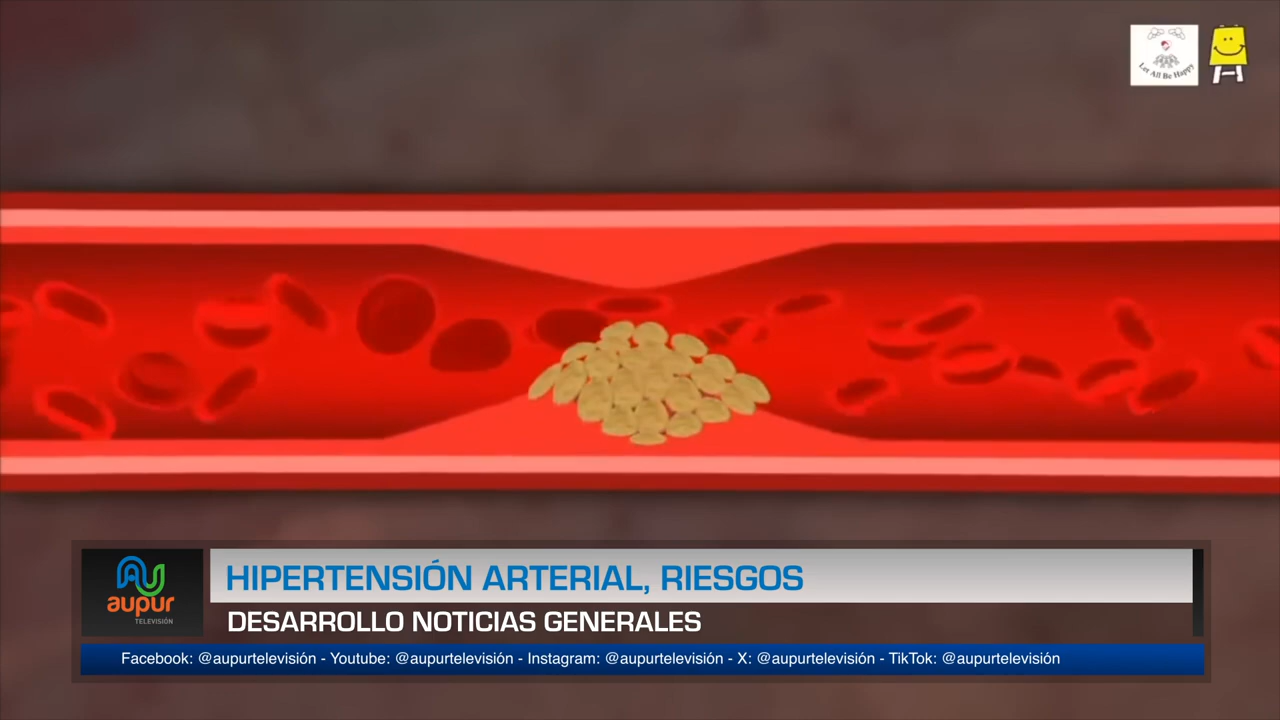 Let All Be Happy
HIPERTENSIÓN ARTERIAL, RIESGOS
DESARROLLO NOTICIAS GENERALES
aupur
TELEVISIÓN
Facebook: @aupurtelevisión - Youtube: @aupurtelevisión - Instagram: @aupurtelevisión - X: @aupurtelevisión - TikTok: @aupurtelevisión